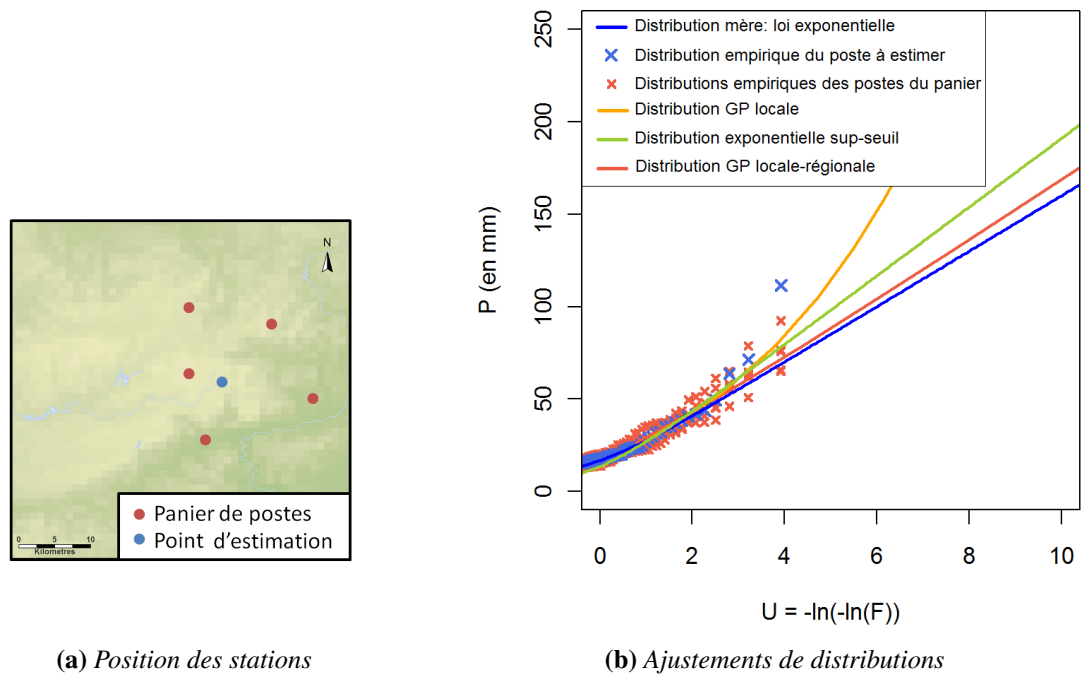 N
Panier de postes
Point d'estimation
0 5 10
Kilometres
(a) Position des stations
Distribution mère: loi exponentielle
Distribution empirique du poste à estimer
Distributions empiriques des postes du panier
Distribution GP locale
Distribution exponentielle sup-seuil
Distribution GP locale-régionale
P (en mm)
250
200
150
100
50
0
0 2 4 6 8 10
U = -ln(-ln(F))
(b) Ajustements de distributions